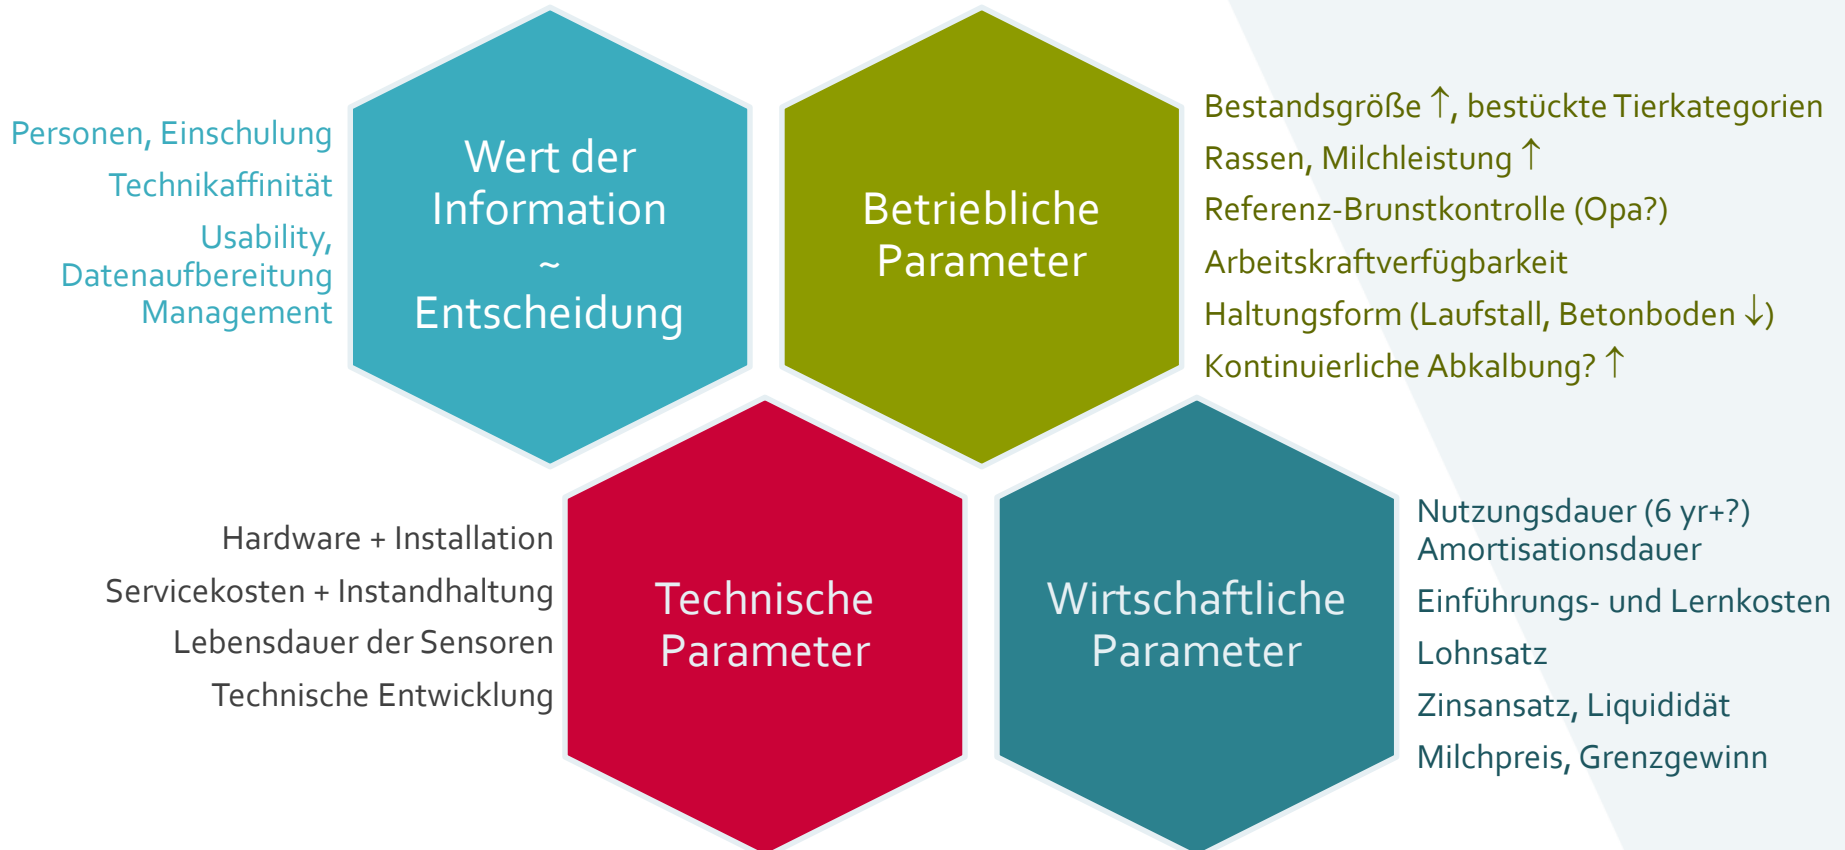 Personen, Einschulung
Technikaffinität
Usability,
Datenaufbereitung
Management
Wert der
Information
~
Entscheidung
Betriebliche
Parameter
Bestandsgröße ↑, bestückte Tierkategorien
Rassen, Milchleistung ↑
Referenz-Brunstkontrolle (Opa?)
Arbeitskraftverfügbarkeit
Haltungsform (Laufstall, Betonboden ↓)
Kontinuierliche Abkalbung? ↑
Hardware + Installation
Servicekosten + Instandhaltung
Lebensdauer der Sensoren
Technische Entwicklung
Technische
Parameter
Wirtschaftliche
Parameter
Nutzungsdauer (6 yr+?)
Amortisationsdauer
Einführungs- und Lernkosten
Lohnsatz
Zinsansatz, Liquididät
Milchpreis, Grenzgewinn